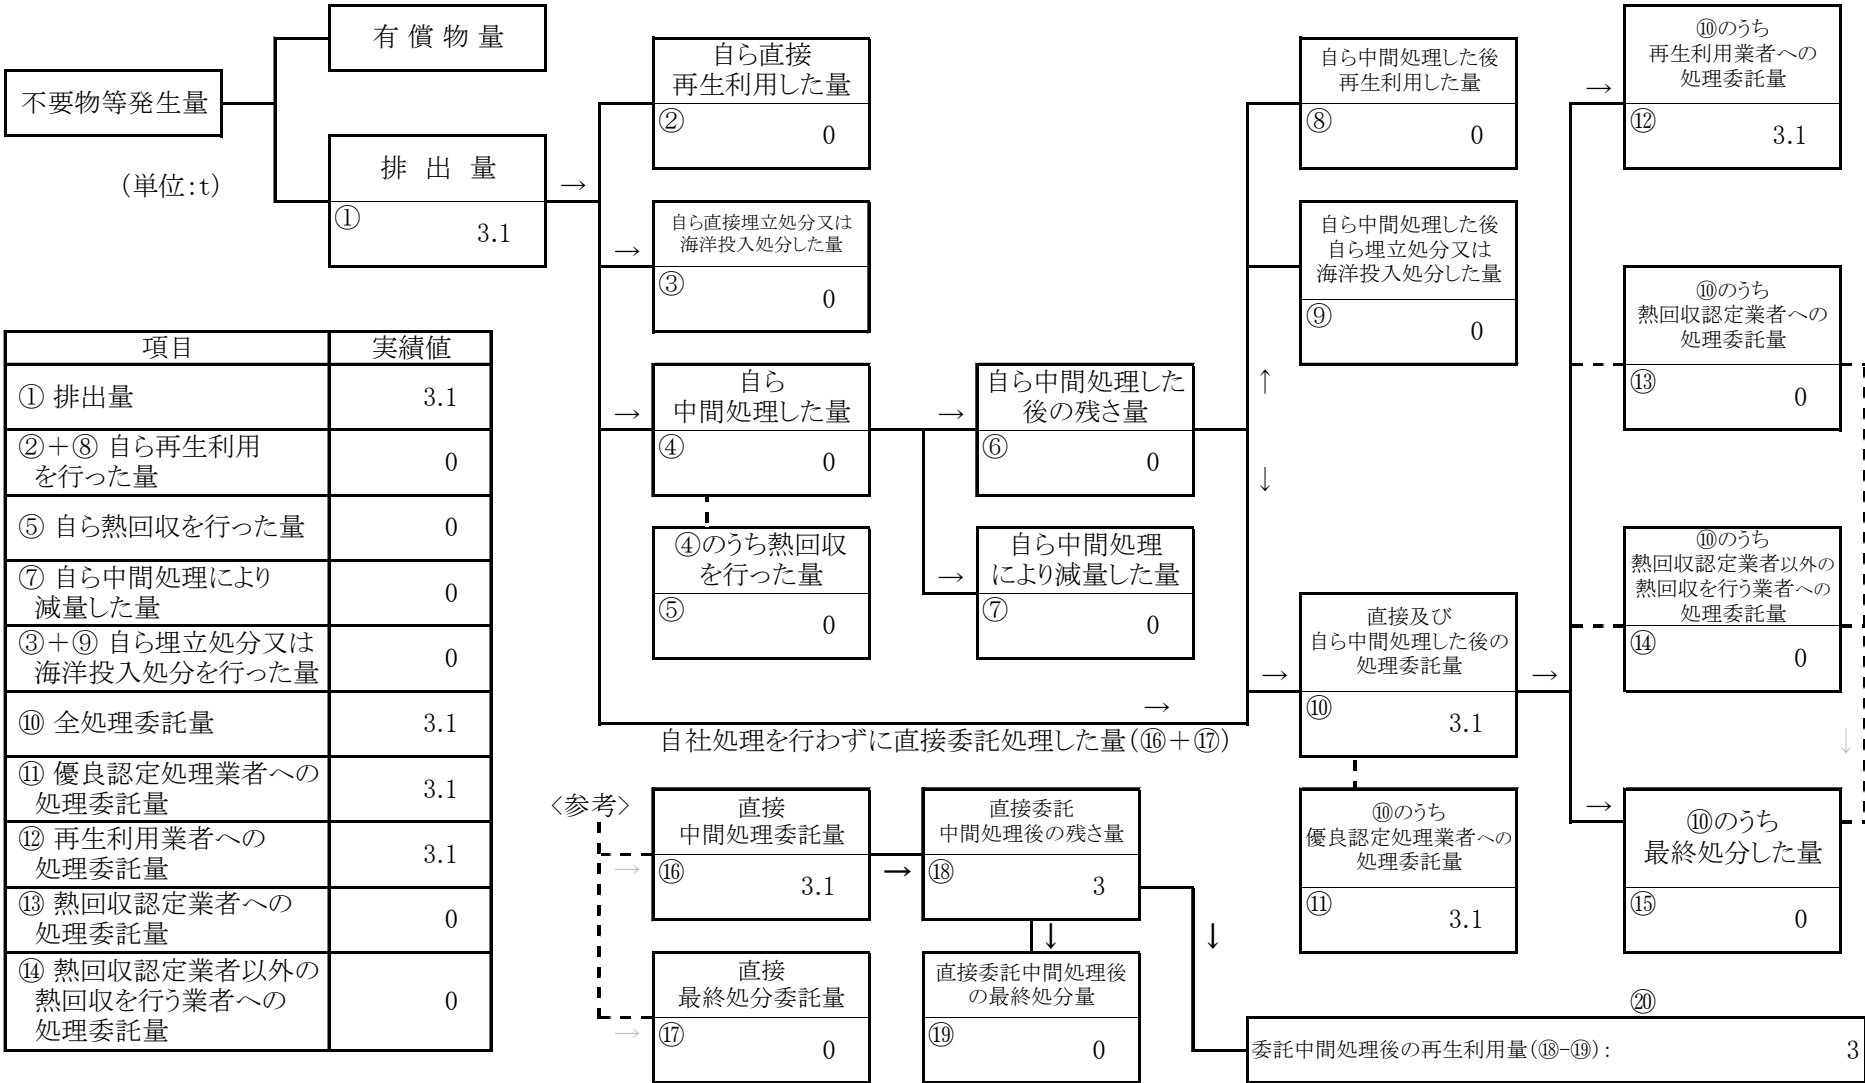 不要物等発生量
(単位:t)
有 償 物 量
排 出 量
①
3.1
→
自ら直接
再生利用した量
②
0
→
自ら直接埋立処分又は
海洋投入処分した量
③
0
→
自ら
中間処理した量
④
0
④のうち熱回収
を行った量
⑤
0
→
自ら中間処理した
後の残さ量
⑥
0
→
自ら中間処理
により減量した量
⑦
0
自ら中間処理した後
再生利用した量
⑧
0
自ら中間処理した後
自ら埋立処分又は
海洋投入処分した量
⑨
0
↑
↓
→
直接及び
自ら中間処理した後の
処理委託量
⑩
3.1
→
自社処理を行わずに直接委託処理した量(⑯+⑰)
⑩のうち
優良認定処理業者への
処理委託量
⑪
3.1
→
→
⑩のうち
再生利用業者への
処理委託量
⑫
3.1
⑩のうち
熱回収認定業者への
処理委託量
⑬
0
⑩のうち
熱回収認定業者以外の
熱回収を行う業者への
処理委託量
⑭
0
↓
→
⑩のうち
最終処分した量
⑮
0
項目 実績値
① 排出量 3.1
②+⑧ 自ら再生利用
を行った量 0
⑤ 自ら熱回収を行った量 0
⑦ 自ら中間処理により
減量した量 0
③+⑨ 自ら埋立処分又は
海洋投入処分を行った量 0
⑩ 全処理委託量 3.1
⑪ 優良認定処理業者への
処理委託量 3.1
⑫ 再生利用業者への
処理委託量 3.1
⑬ 熱回収認定業者への
処理委託量 0
⑭ 熱回収認定業者以外の
熱回収を行う業者への
処理委託量 0
<参考>
→
直接
中間処理委託量
⑯
3.1
→
直接
最終処分委託量
⑰
0
→
直接委託
中間処理後の残さ量
⑱
3
↓
直接委託中間処理後
の最終処分量
⑲
0
↓
⑳
委託中間処理後の再生利用量(⑱-⑲): 3